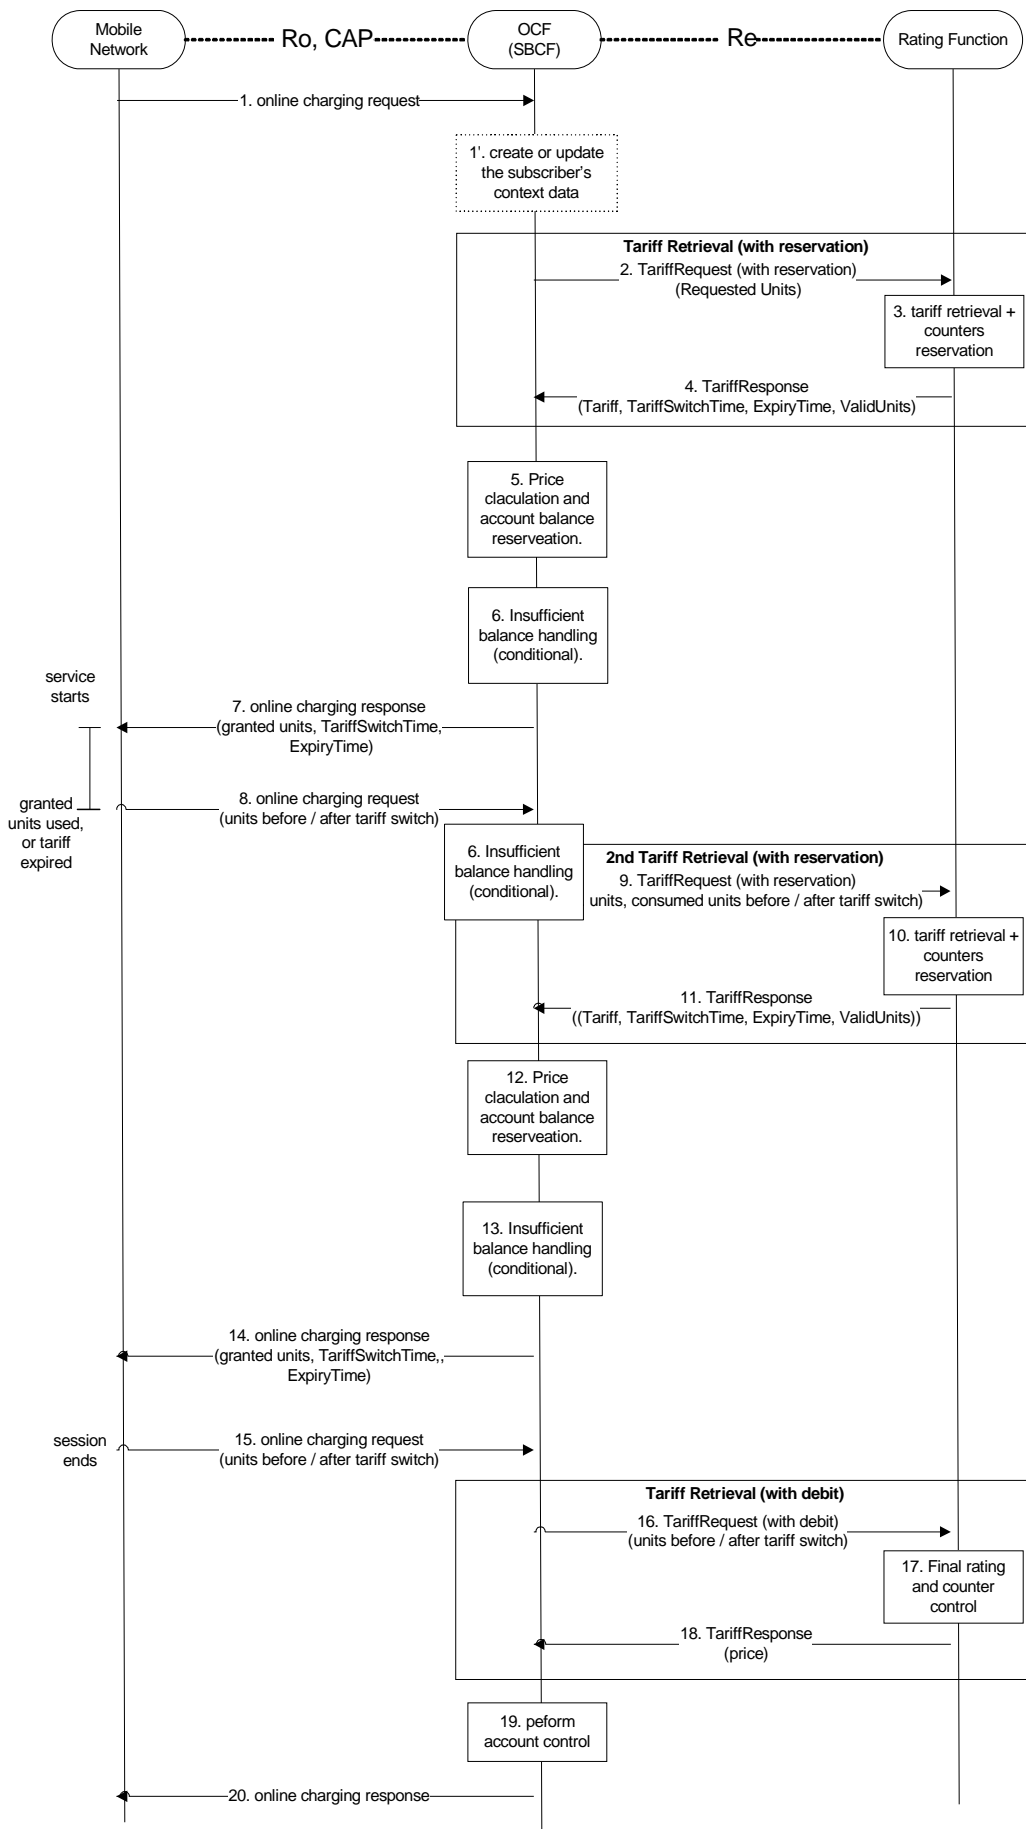 Mobile
Network
Ro, CAP
OCF
(SBCF)
Re
Rating Function
1. online charging request
1'. create or update
the subscriber's
context data
Tariff Retrieval (with reservation)
2. TariffRequest (with reservation)
(Requested Units)
3. tariff retrieval +
counters
reservation
4. TariffResponse
(Tariff, TariffSwitchTime, ExpiryTime, ValidUnits)
5. Price
claculation and
account balance
reserveation.
6. Insufficient
balance handling
(conditional).
service
starts
7. online charging response
(granted units, TariffSwitchTime,
ExpiryTime)
granted
units used,
or tariff
expired
8. online charging request
(units before / after tariff switch)
6. Insufficient
balance handling
(conditional).
2nd Tariff Retrieval (with reservation)
9. TariffRequest (with reservation)
units, consumed units before / after tariff switch)
10. tariff retrieval +
counters
reservation
11. TariffResponse
((Tariff, TariffSwitchTime, ExpiryTime, ValidUnits))
12. Price
claculation and
account balance
reserveation.
13. Insufficient
balance handling
(conditional).
14. online charging response
(granted units, TariffSwitchTime,,
ExpiryTime)
session
ends
15. online charging request
(units before / after tariff switch)
Tariff Retrieval (with debit)
16. TariffRequest (with debit)
(units before / after tariff switch)
17. Final rating
and counter
control
18. TariffResponse
(price)
19. peform
account control
20. online charging response